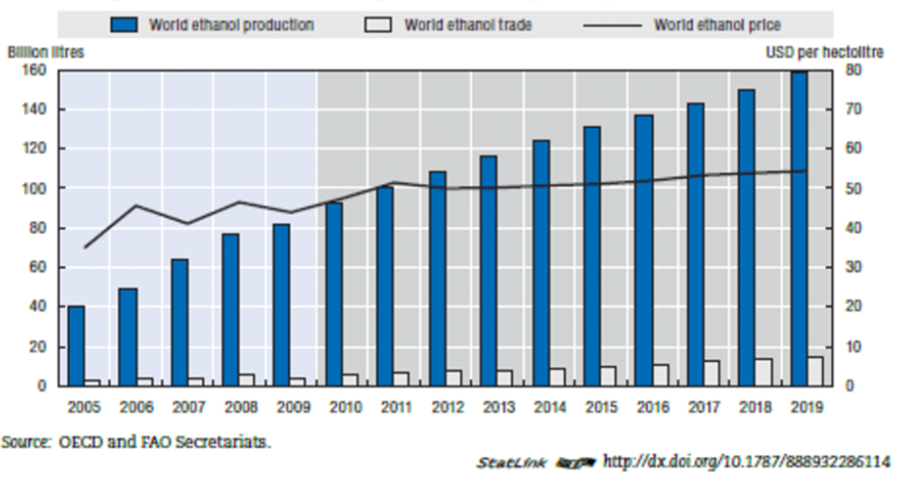 World ethanol production World ethanol trade World ethanol price
Billion litres USD per hectolitre
160 80
140 70
120 60
100 50
80 40
60 30
40 20
20 10
0 0
2005 2006 2007 2008 2009 2010 2011 2012 2013 2014 2015 2016 2017 2018 2019
Source: OECD and FAO Secretariats.
StatLink http://dx.doi.org/10.1787/888932286114